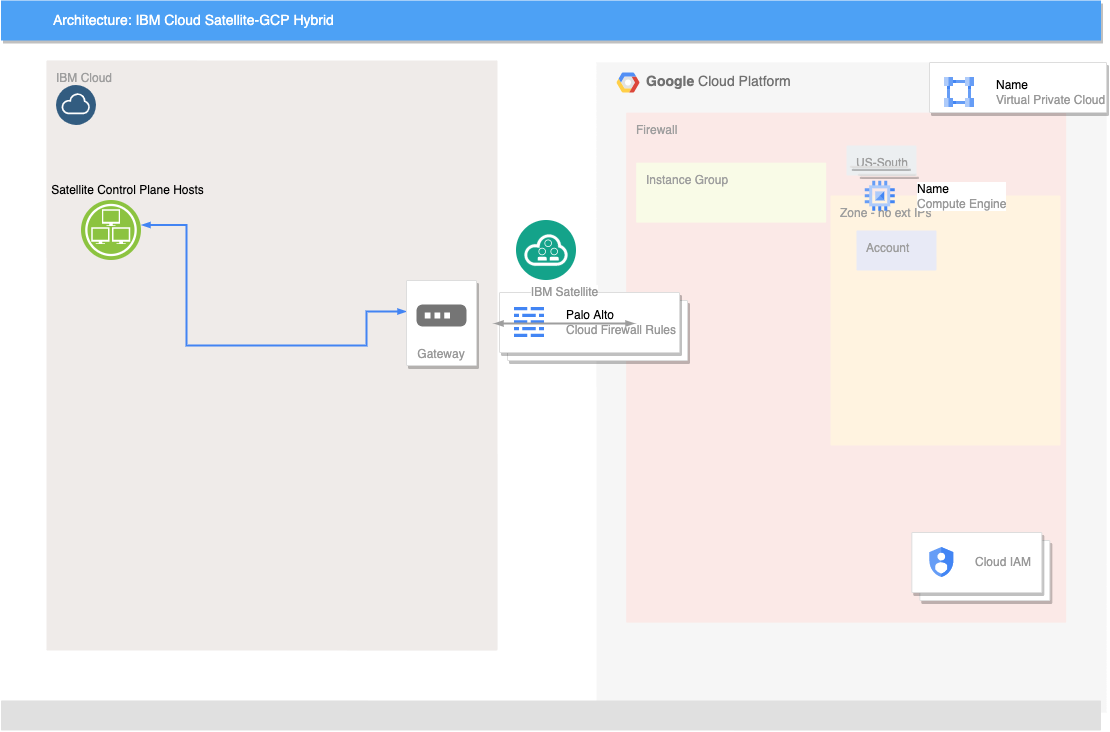 Architecture: IBM Cloud Satellite-GCP Hybrid
IBM Cloud
Satellite Control Plane Hosts
Gateway
IBM Satellite
Palo Alto
Cloud Firewall Rules
Google Cloud Platform
Name
Virtual Private Cloud
Firewall
Instance Group
US-South
Name
Compute Engine
Zone - no ext IPs
Account
Cloud IAM